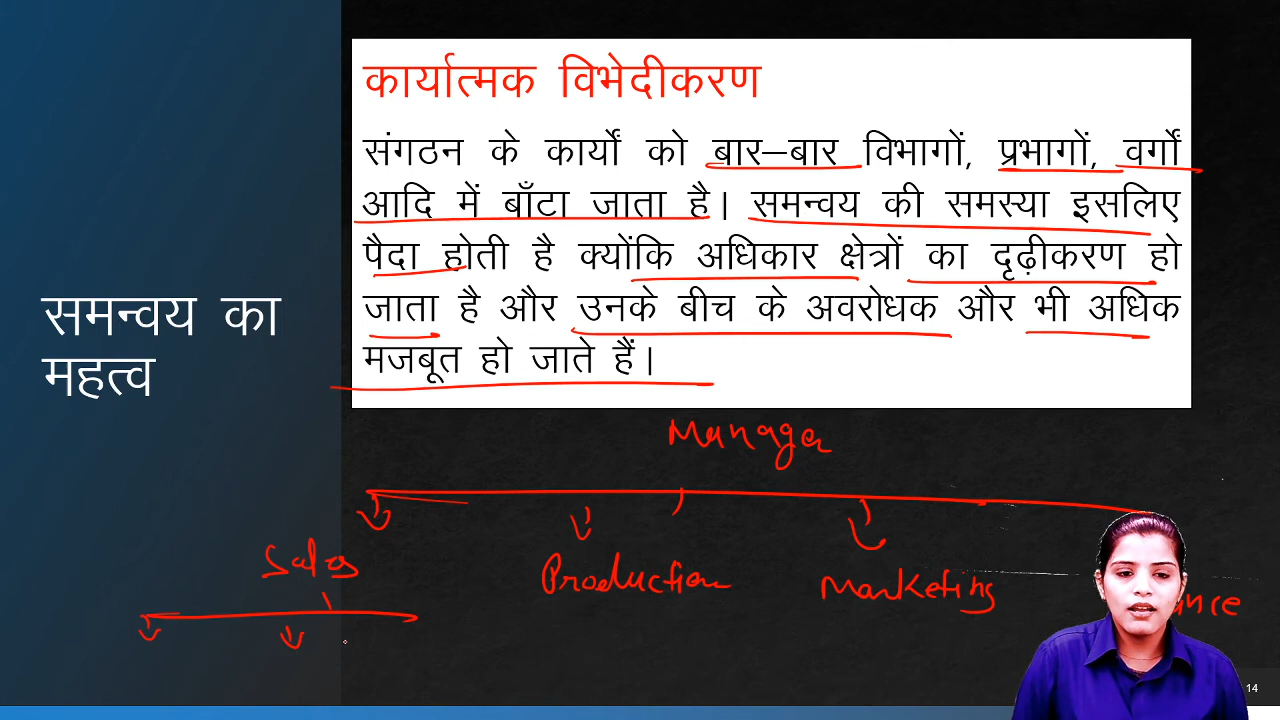 कार्यात्मक विभेदीकरण
संगठन के कार्यों को बार–बार विभागों, प्रभागों, वर्गों
आदि में बाँटा जाता है। समन्वय की समस्या इसलिए
पैदा होती है क्योंकि अधिकार क्षेत्रों का दृढ़ीकरण हो
जाता है और उनके बीच के अवरोधक और भी अधिक
मजबूत हो जाते हैं।
समन्वय का
महत्व
Manager
Sales
Production
Marketing
14